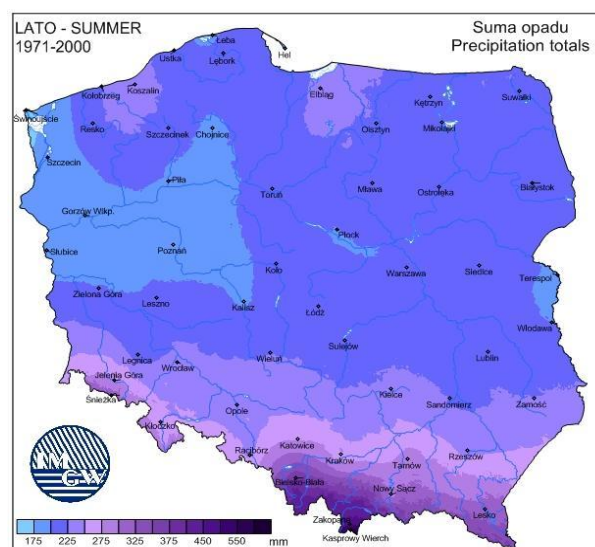 LATO - SUMMER
1971-2000
Suma opadu
Precipitation totals
Łeba
Ustka
Lębork
Hel
Kołobrzeg
Koszalin
Elbląg
Kętrzyn
Suwałki
Świnoujście
Resko
Szczecinek
Chojnice
Olsztyn
Mikołajki
Szczecin
Piła
Toruń
Mława
Ostrołęka
Białystok
Gorzów Wlkp.
Płock
Słubice
Poznań
Koło
Warszawa
Siedlce
Terespol
Zielona Góra
Leszno
Kalisz
Łódź
Włodawa
Sulejów
Legnica
Wrocław
Wieluń
Lublin
Jelenia Góra
Śnieżka
Opole
Kielce
Sandomierz
Zamość
Kłodzko
Racibórz
Katowice
Kraków
Tarnów
Rzeszów
Bielsko-Biała
Nowy Sącz
Lesko
Zakopane
Kasprowy Wierch
IM
GW
175 225 275 325 375 450 550 mm